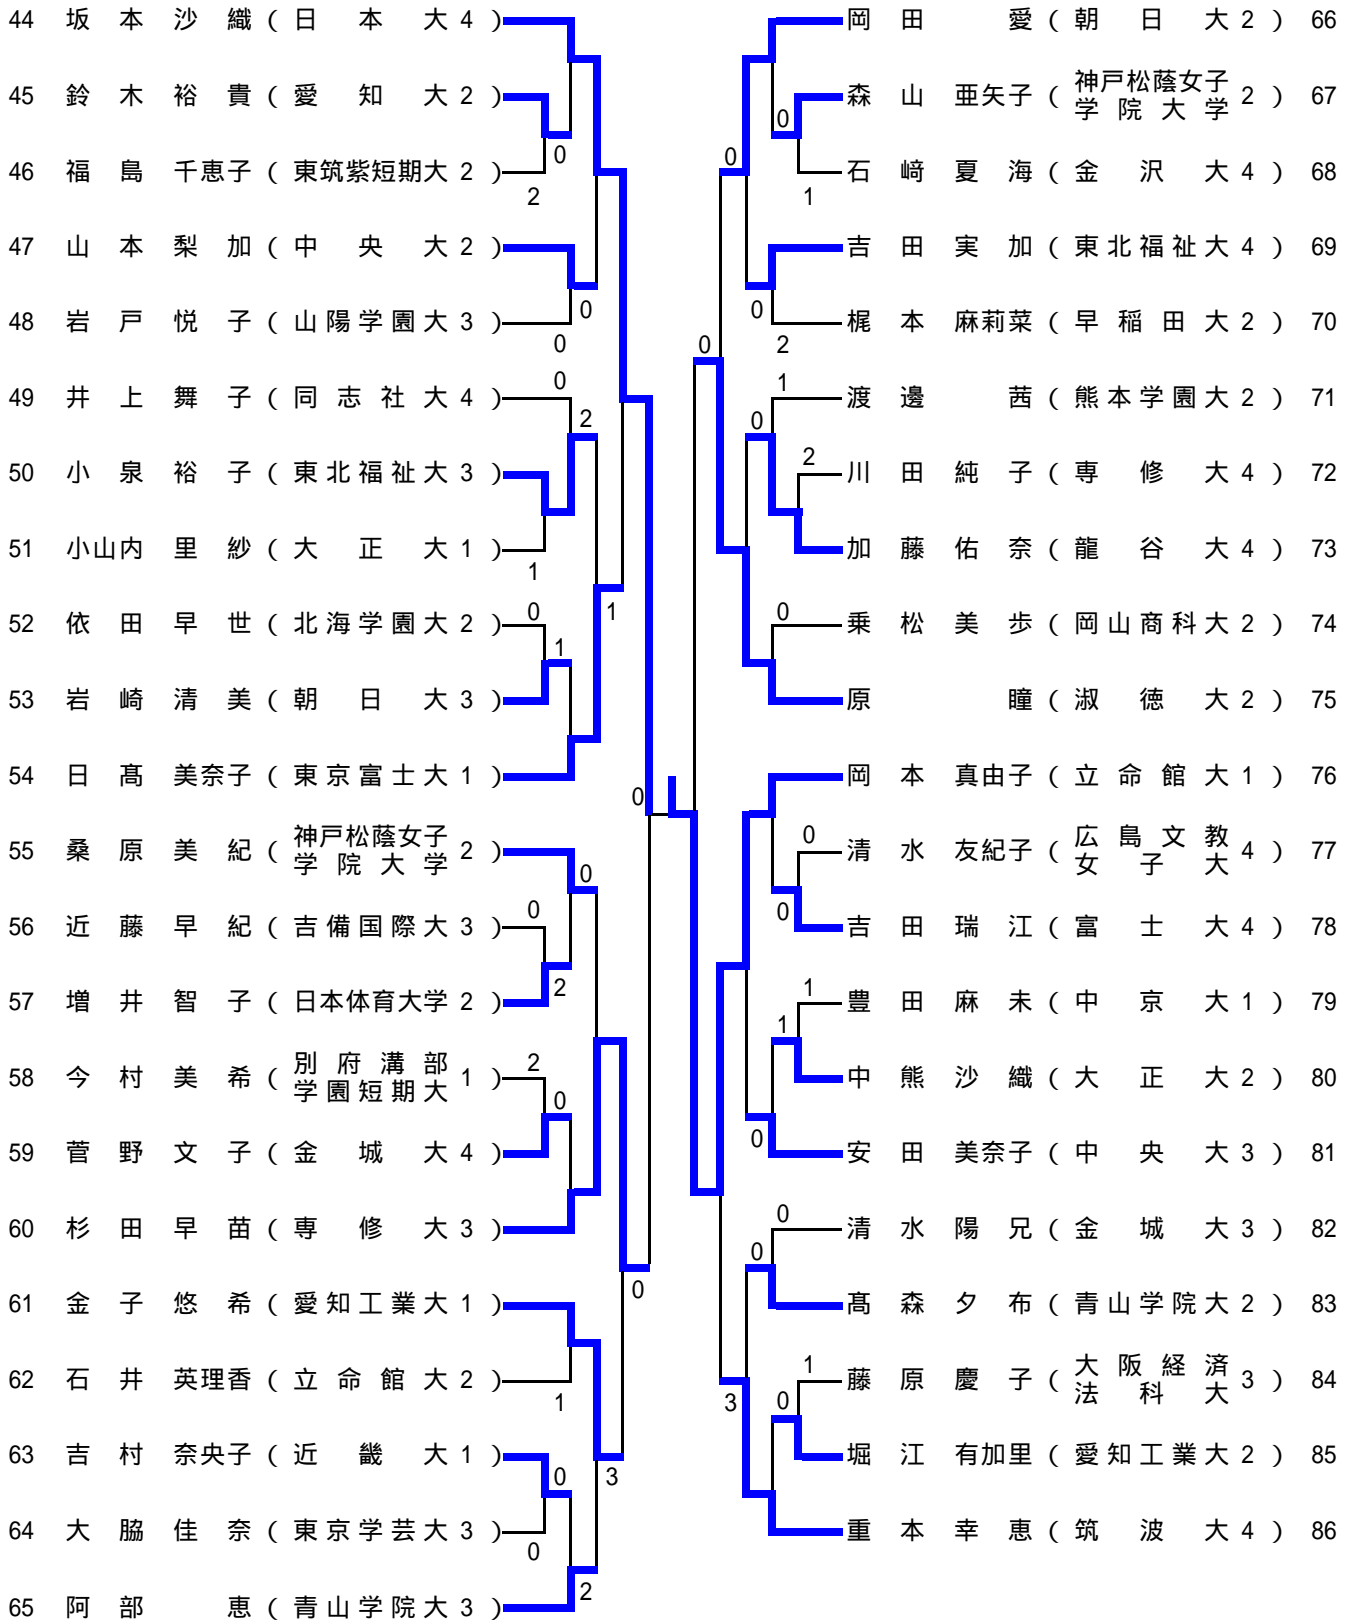 44 坂本沙織 ( 日本大 4 )
45 鈴木裕貴 ( 愛知大 2 )
46 福島千恵子 ( 東筑紫短期大 2 )
47 山本梨加 ( 中央大 2 )
48 岩戸悦子 ( 山陽学園大 3 )
49 井上舞子 ( 同志社大 4 )
50 小泉裕子 ( 東北福祉大 3 )
51 小山内里紗 ( 大正大 1 )
52 依田早世 ( 北海学園大 2 )
53 岩崎清美 ( 朝日大 3 )
54 日髙美奈子 ( 東京富士大 1 )
55 桑原美紀 ( 神戸松蔭女子学院大学 2 )
56 近藤早紀 ( 吉備国際大 3 )
57 増井智子 ( 日本体育大学 2 )
58 今村美希 ( 別府溝部学園短期大 1 )
59 菅野文子 ( 金城大 4 )
60 杉田早苗 ( 専修大 3 )
61 金子悠希 ( 愛知工業大 1 )
62 石井英理香 ( 立命館大 2 )
63 吉村奈央子 ( 近畿大 1 )
64 大脇佳奈 ( 東京学芸大 3 )
65 阿部恵 ( 青山学院大 3 )
0
2
0
0
0
2
1
0
1
1
0
0
2
2
0
1
0
0
3
2
0
0
岡田愛 ( 朝日大 2 ) 66
森山亜矢子 ( 神戸松蔭女子学院大学 2 ) 67
石﨑夏海 ( 金沢大 4 ) 68
吉田実加 ( 東北福祉大 4 ) 69
梶本麻莉菜 ( 早稲田大 2 ) 70
渡邊茜 ( 熊本学園大 2 ) 71
川田純子 ( 専修大 4 ) 72
加藤佑奈 ( 龍谷大 4 ) 73
乗松美歩 ( 岡山商科大 2 ) 74
原瞳 ( 淑徳大 2 ) 75
岡本真由子 ( 立命館大 1 ) 76
清水友紀子 ( 広島文教女子大 4 ) 77
吉田瑞江 ( 富士大 4 ) 78
豊田麻未 ( 中京大 1 ) 79
中熊沙織 ( 大正大 2 ) 80
安田美奈子 ( 中央大 3 ) 81
清水陽兄 ( 金城大 3 ) 82
髙森夕布 ( 青山学院大 2 ) 83
藤原慶子 ( 大阪経済法科大 3 ) 84
堀江有加里 ( 愛知工業大 2 ) 85
重本幸恵 ( 筑波大 4 ) 86
0
0
1
0
2
0
1
0
2
0
0
0
1
1
0
0
0
1
0
3